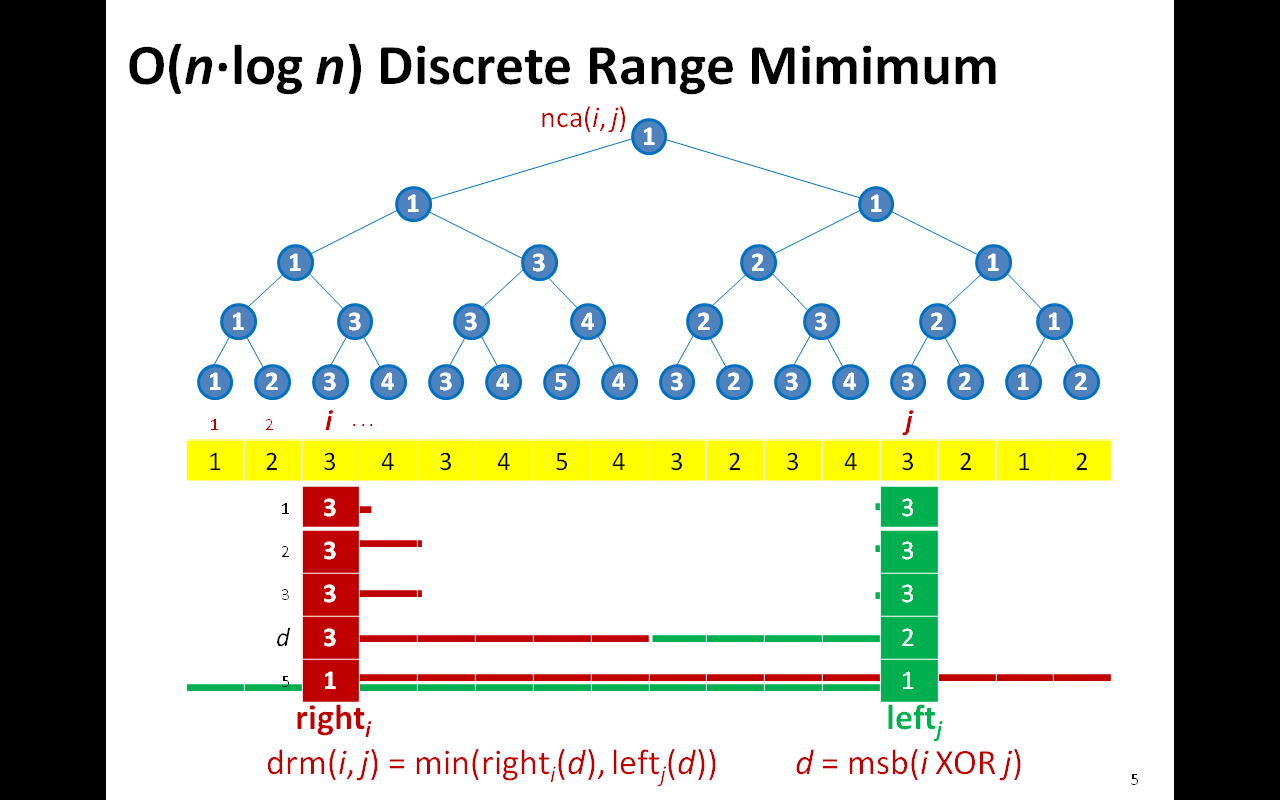 O(n·log n) Discrete Range Mimimum
nca(i, j)
1
1 1
1 3 2 1
1 3 3 4 2 3 2 1
1 2 3 4 3 4 5 4 3 2 3 4 3 2 1 2
1 2 i ... j
1 2 3 4 3 4 5 4 3 2 3 4 3 2 1 2
1 3 3
2 3 3
3 3 3
d 3 2
5 1 1
right_i left_j
drm(i, j) = min(right_i(d), left_j(d)) d = msb(i XOR j)
5